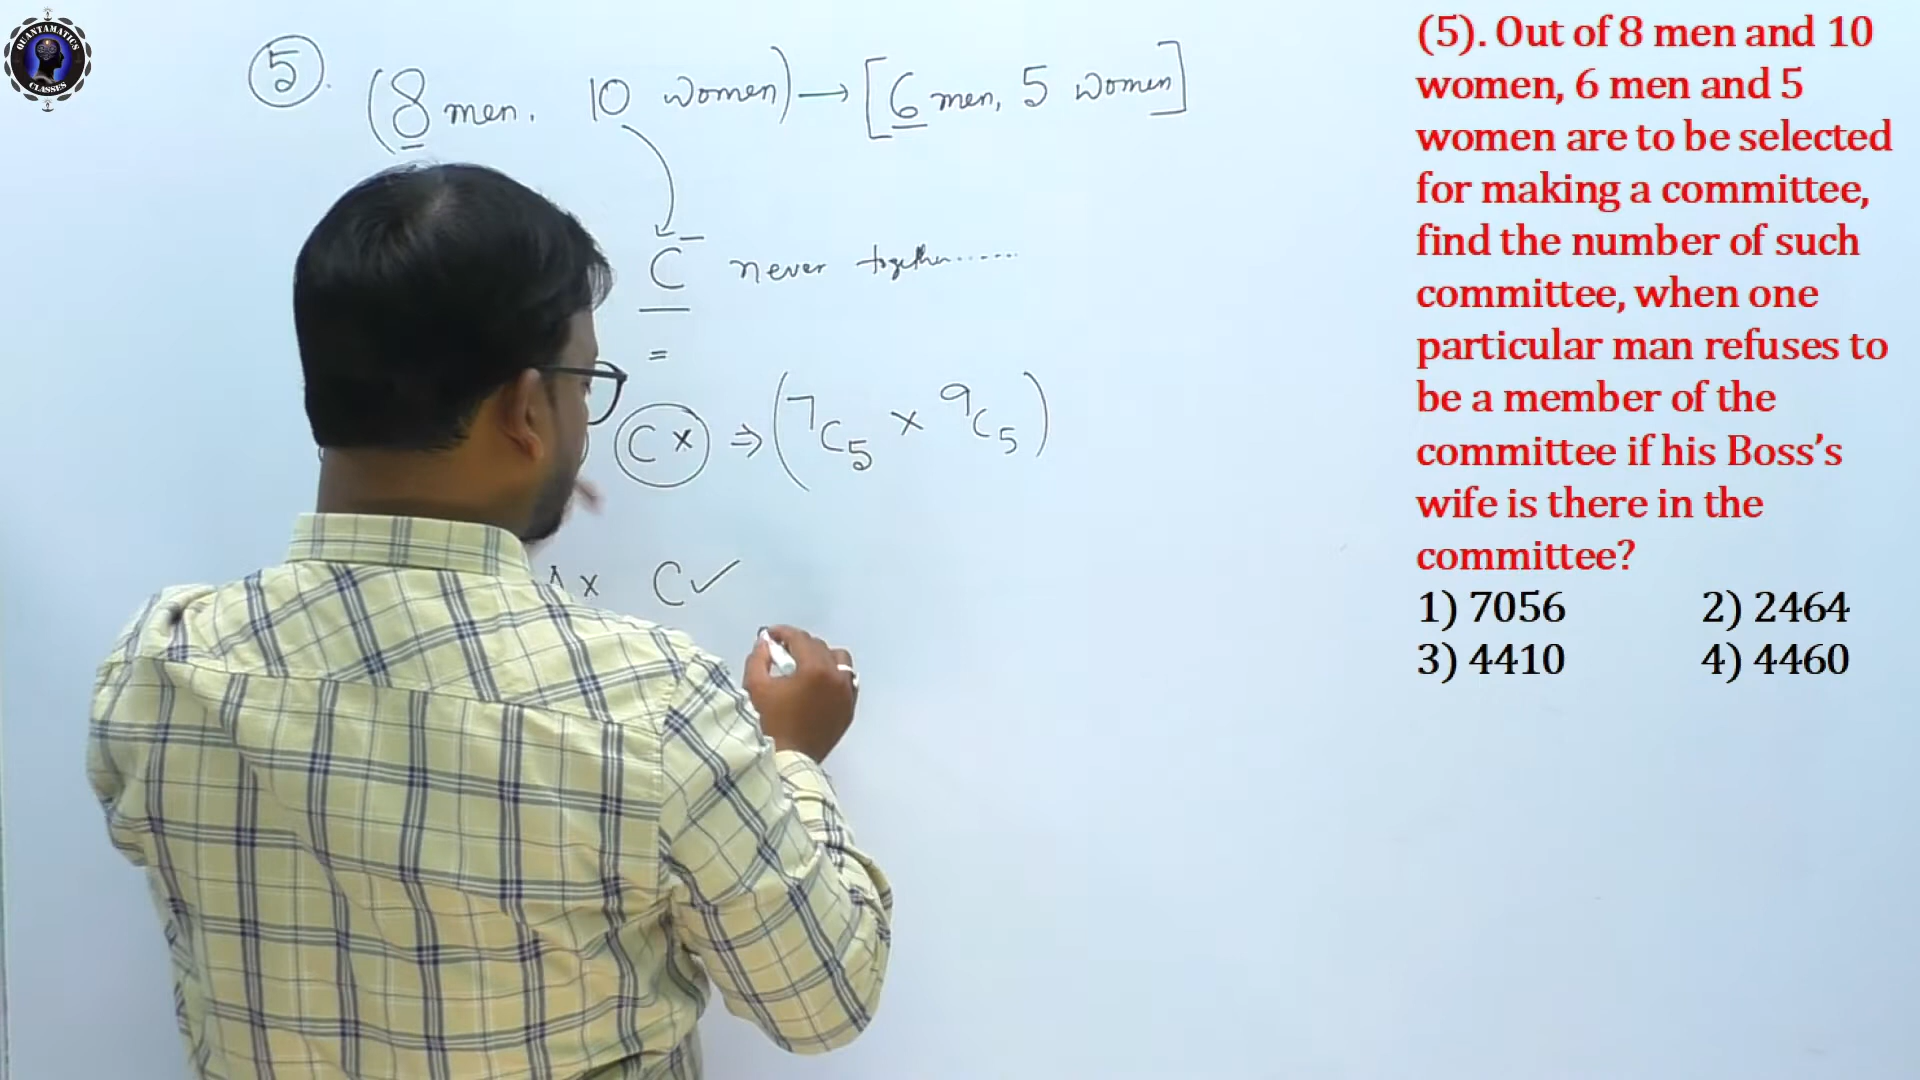 QUANTAMATICS
CLASSES
(5). (8 men. 10 women) → [6 men, 5 women]
C never together......
=
C × ⇒ (⁷C₅ × ⁹C₅)
× C✓
(5). Out of 8 men and 10
women, 6 men and 5
women are to be selected
for making a committee,
find the number of such
committee, when one
particular man refuses to
be a member of the
committee if his Boss’s
wife is there in the
committee?
1) 7056 2) 2464
3) 4410 4) 4460